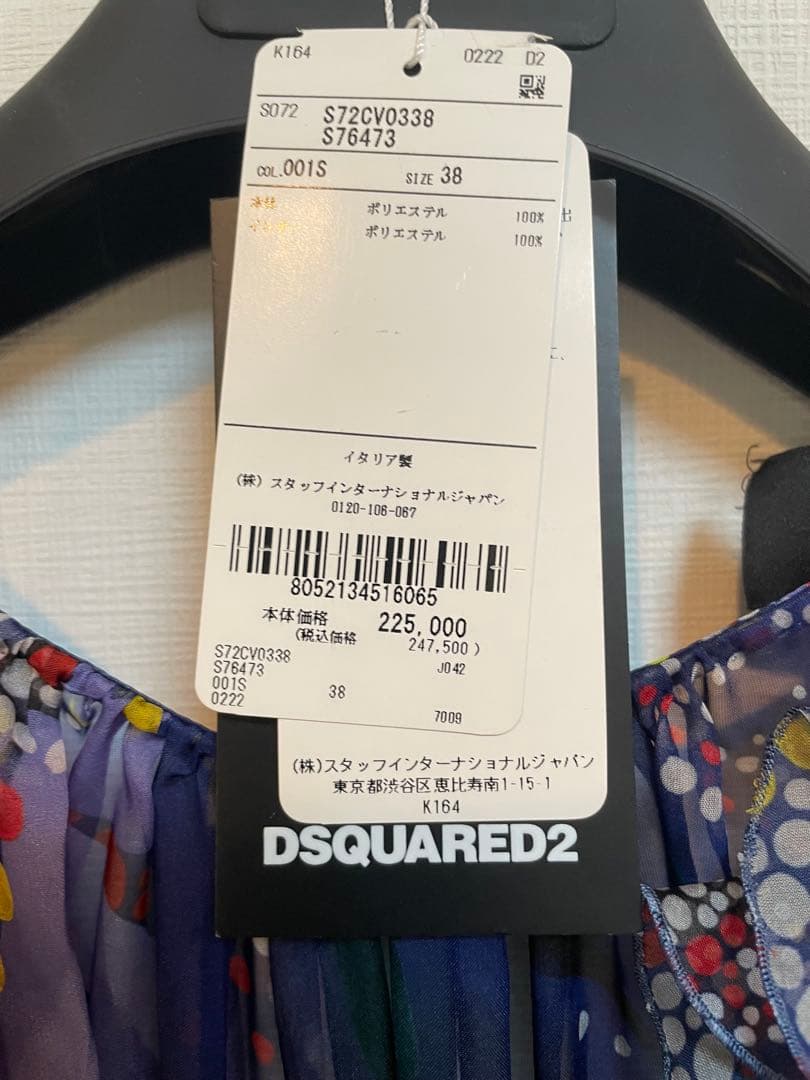 K164 0222 D2
S072 S72CV0338
S76473
COL.001S SIZE 38
本体 ポリエステル 100%
ポリエステル 100%
出
に、
イタリア製
(株) スタッフインターナショナルジャパン
0120-106-067
8052134516065
本体価格 225,000
(税込価格 247,500)
S72CV0338 J042
S76473
001S 38
0222 7009
(株)スタッフインターナショナルジャパン
東京都渋谷区恵比寿南1-15-1
K164
DSQUARED2